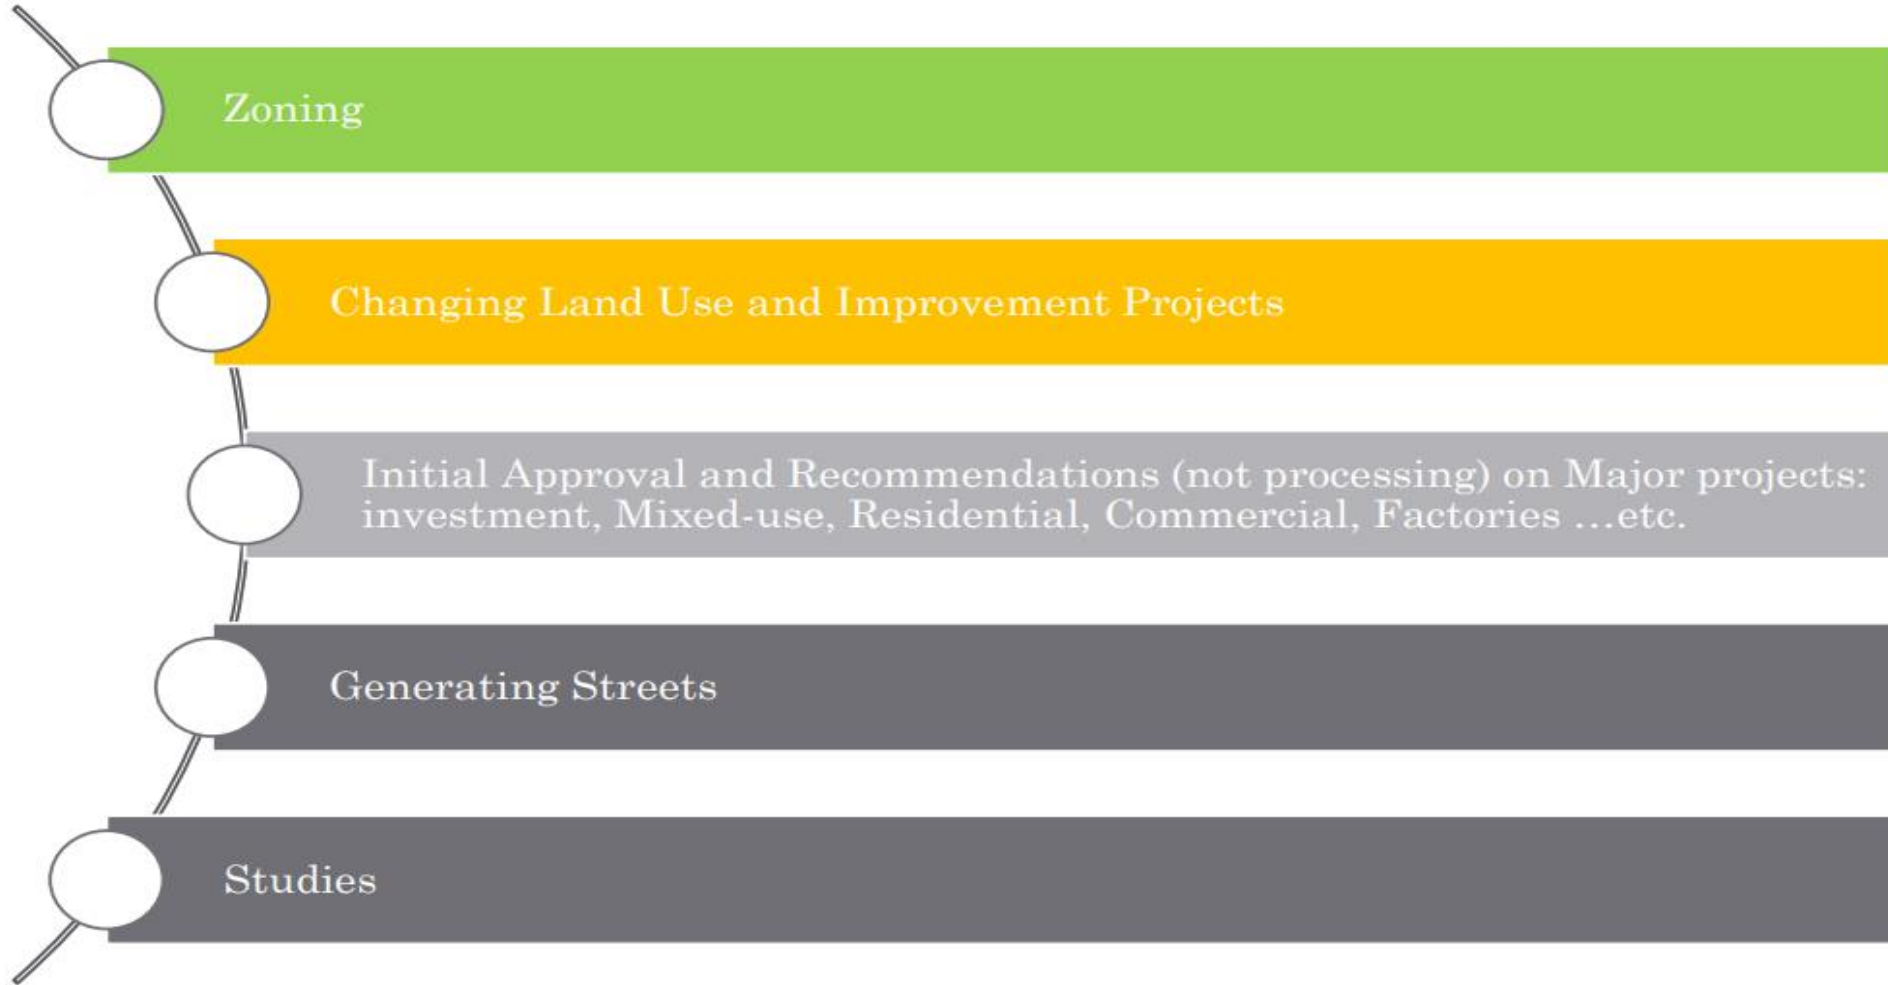 Zoning
Changing Land Use and Improvement Projects
Initial Approval and Recommendations (not processing) on Major projects:
investment, Mixed-use, Residential, Commercial, Factories ...etc.
Generating Streets
Studies